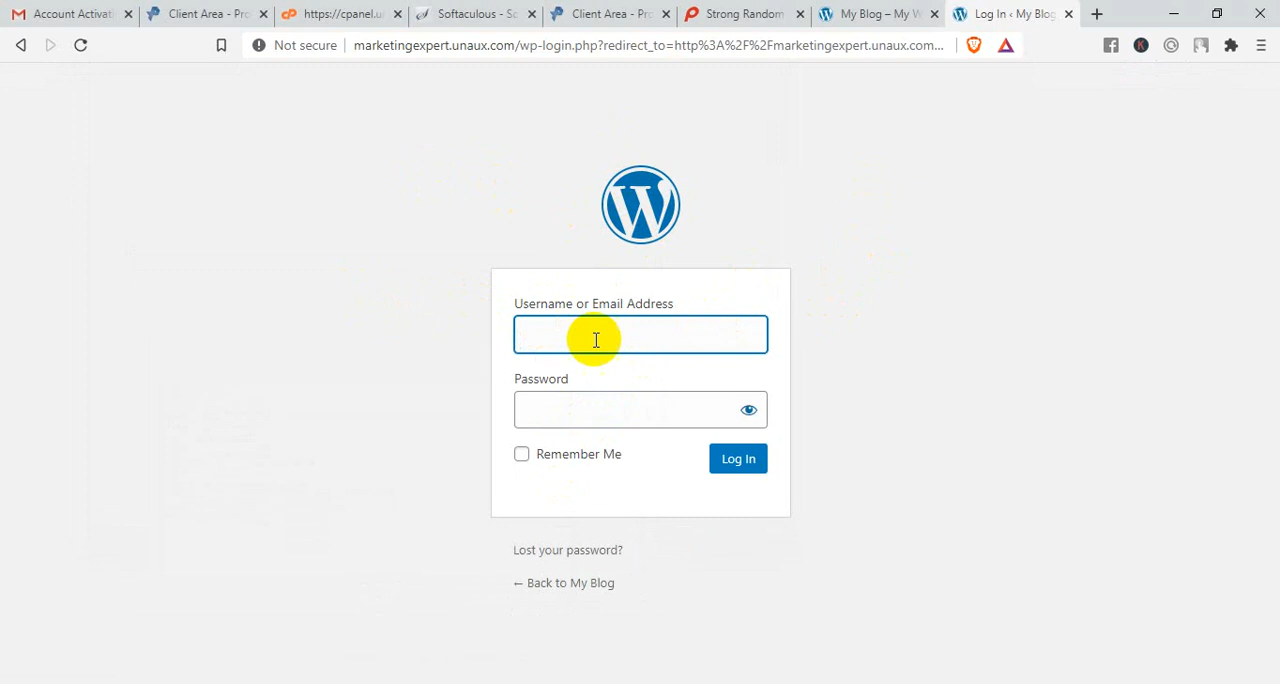 Account Activati
Client Area - Pro
https://cpanel.u
Softaculous - So
Client Area - Pro
Strong Random
My Blog – My W
Log In ‹ My Blog
Not secure
marketingexpert.unaux.com/wp-login.php?redirect_to=http%3A%2F%2Fmarketingexpert.unaux.com...
Username or Email Address
Password
Remember Me
Log In
Lost your password?
← Back to My Blog